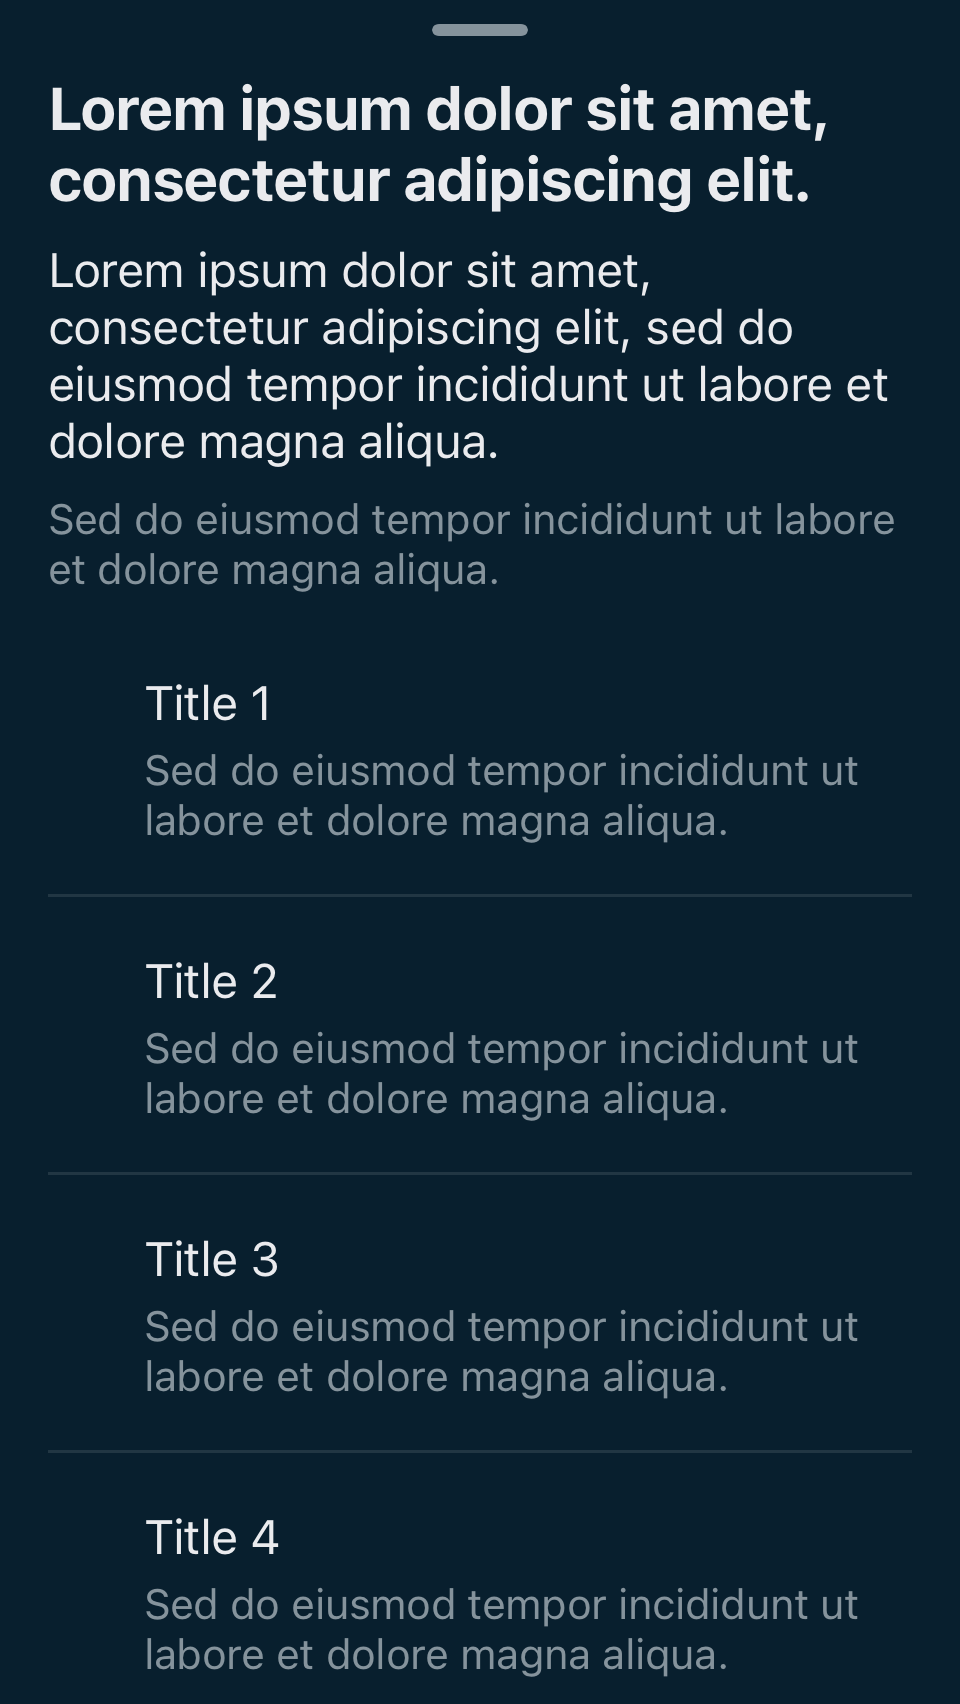 Lorem ipsum dolor sit amet,
consectetur adipiscing elit.
Lorem ipsum dolor sit amet,
consectetur adipiscing elit, sed do
eiusmod tempor incididunt ut labore et
dolore magna aliqua.
Sed do eiusmod tempor incididunt ut labore
et dolore magna aliqua.
Title 1
Sed do eiusmod tempor incididunt ut
labore et dolore magna aliqua.
Title 2
Sed do eiusmod tempor incididunt ut
labore et dolore magna aliqua.
Title 3
Sed do eiusmod tempor incididunt ut
labore et dolore magna aliqua.
Title 4
Sed do eiusmod tempor incididunt ut
labore et dolore magna aliqua.